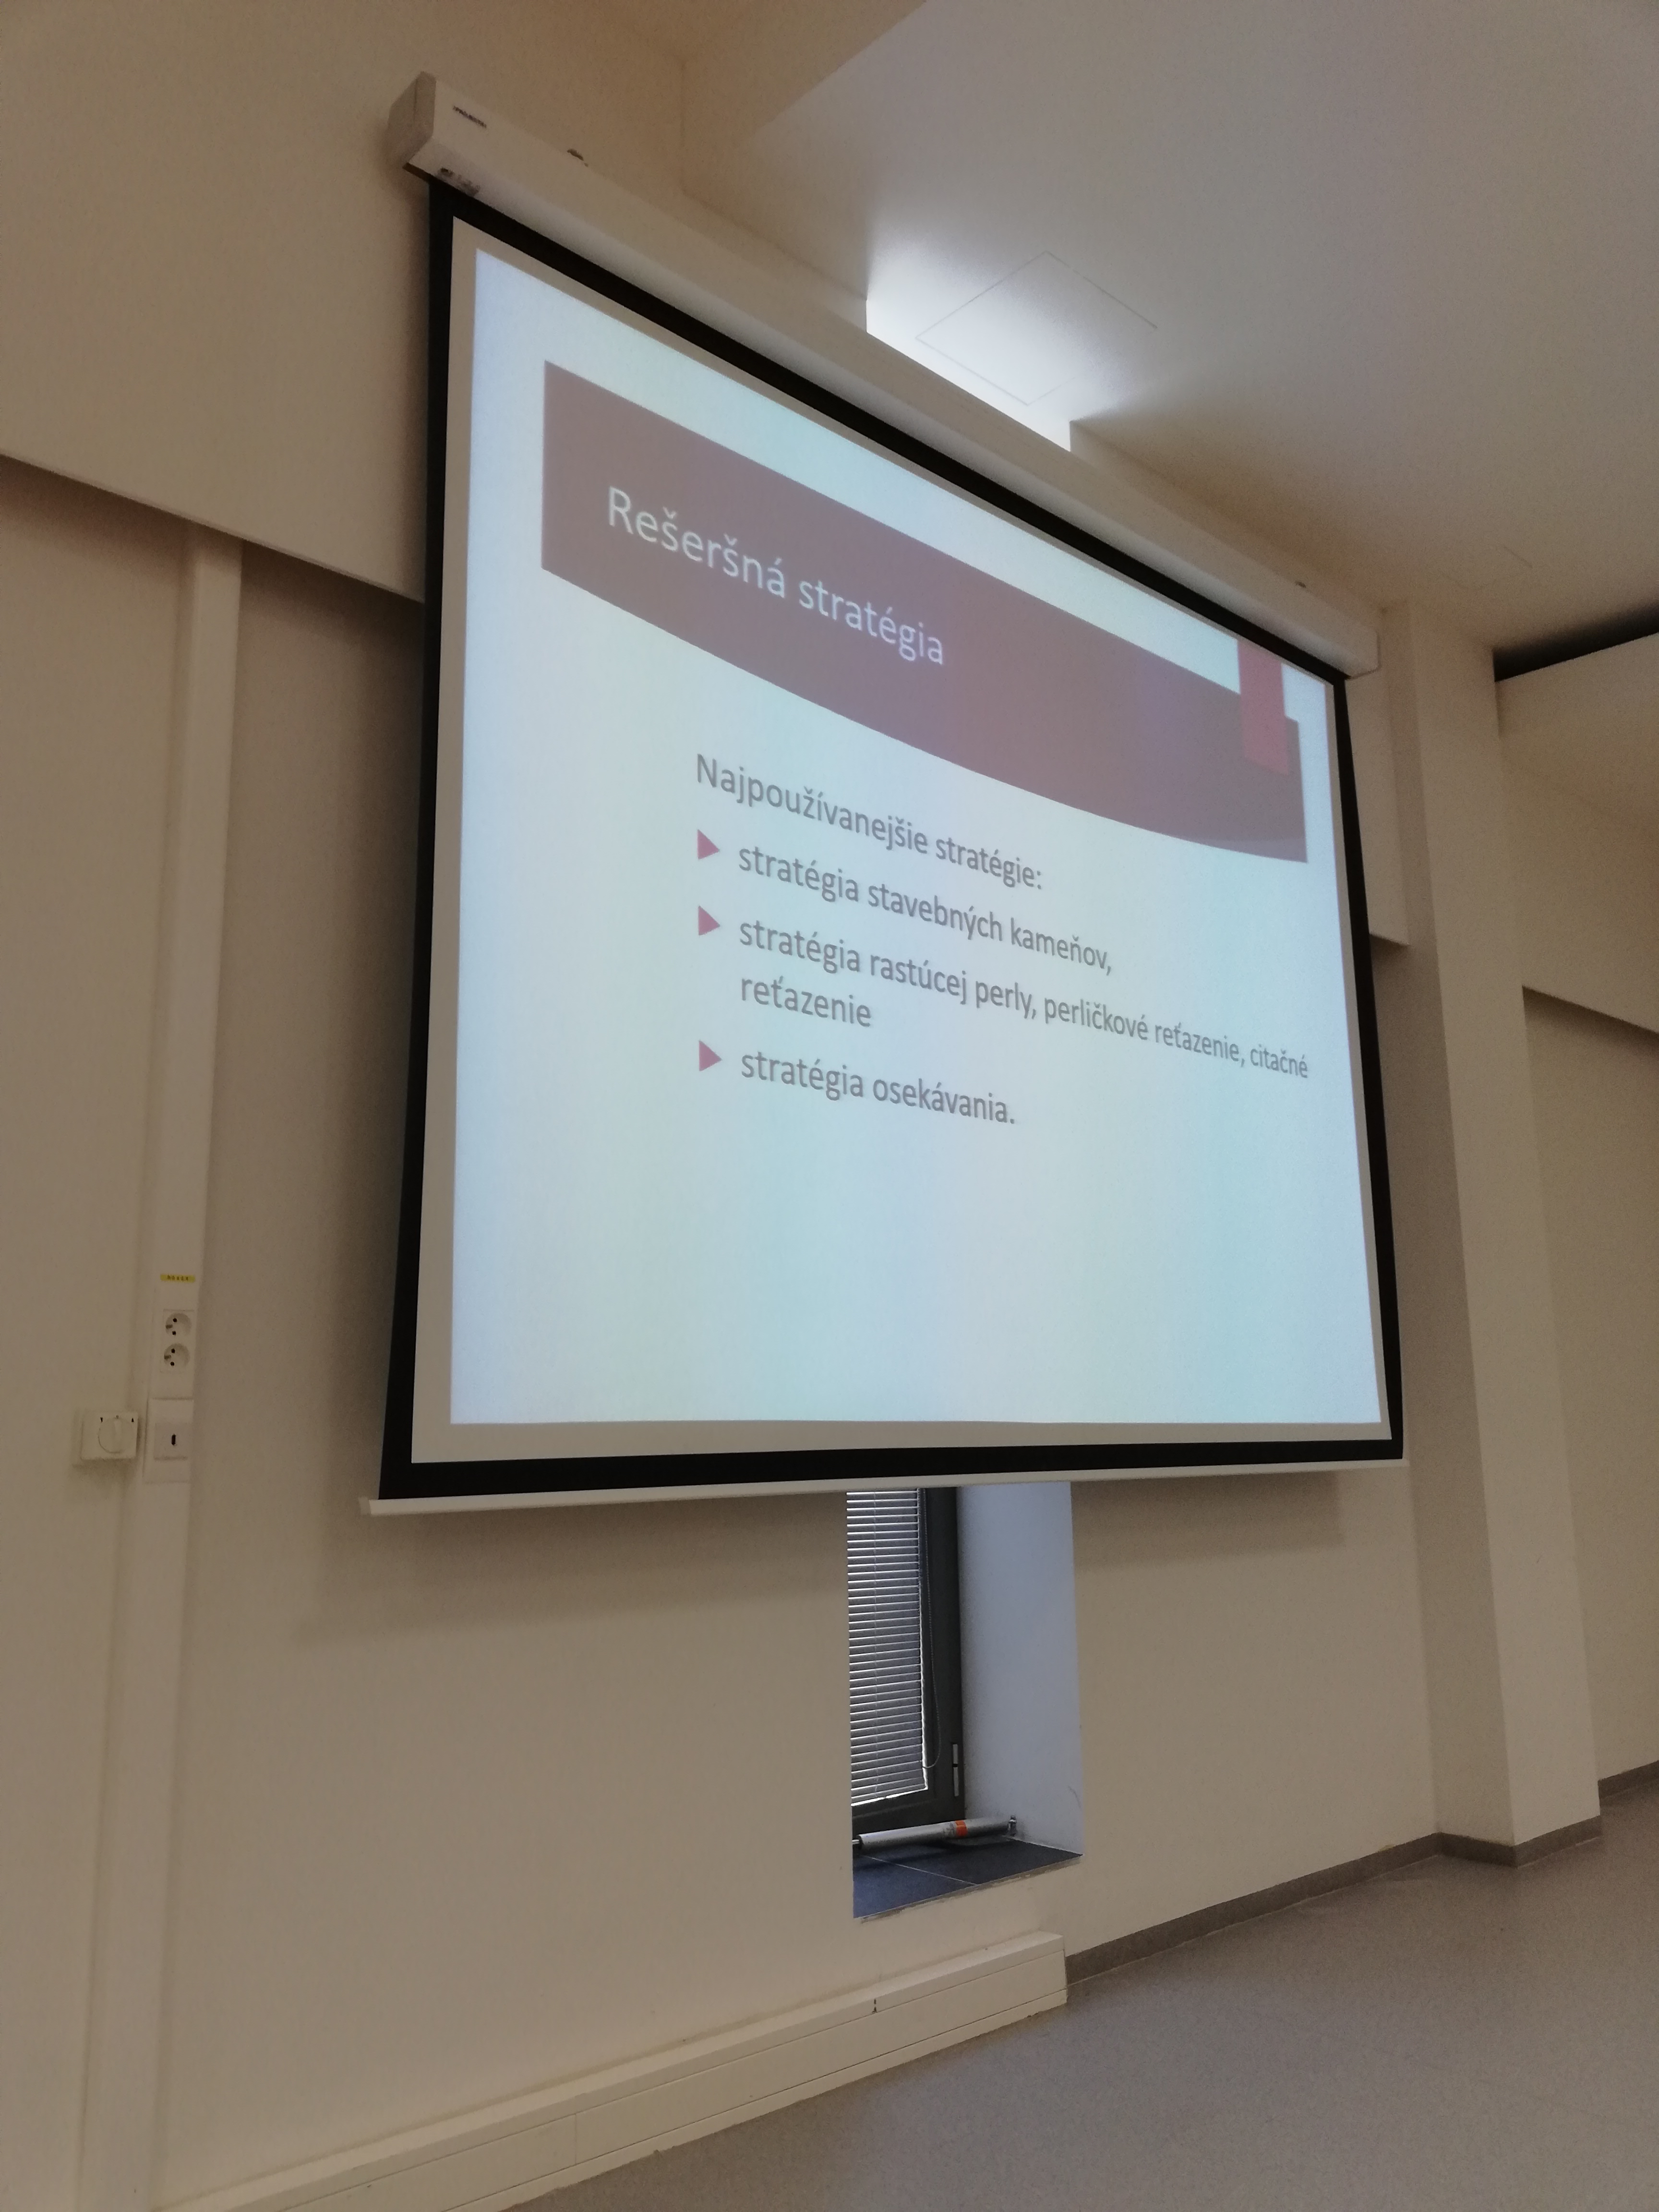 Rešeršná stratégia
Najpoužívanejšie stratégie:
stratégia stavebných kameňov,
stratégia rastúcej perly, perličkové reťazenie, citačné
reťazenie
stratégia osekávania.